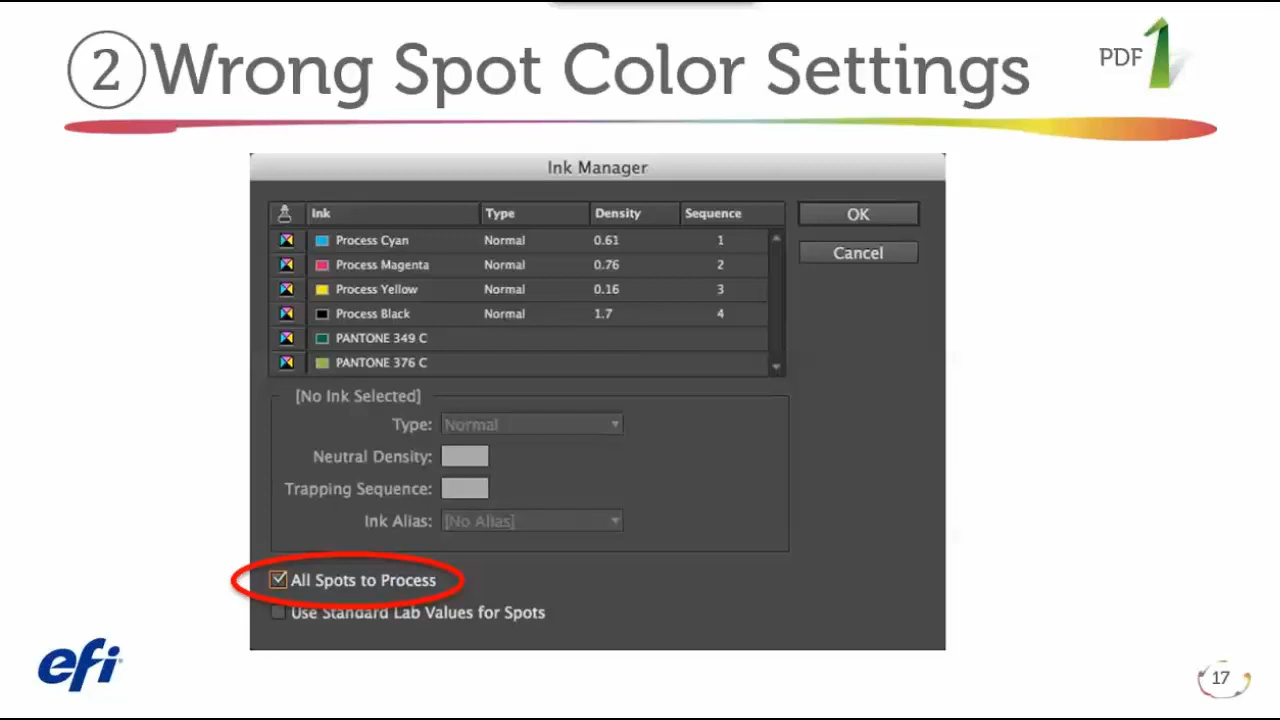 2 Wrong Spot Color Settings
PDF 1
Ink Manager
Ink Type Density Sequence
Process Cyan Normal 0.61 1
Process Magenta Normal 0.76 2
Process Yellow Normal 0.16 3
Process Black Normal 1.7 4
PANTONE 349 C
PANTONE 376 C
OK
Cancel
[No Ink Selected]
Type: Normal
Neutral Density:
Trapping Sequence:
Ink Alias: [No Alias]
All Spots to Process
Use Standard Lab Values for Spots
efi
17